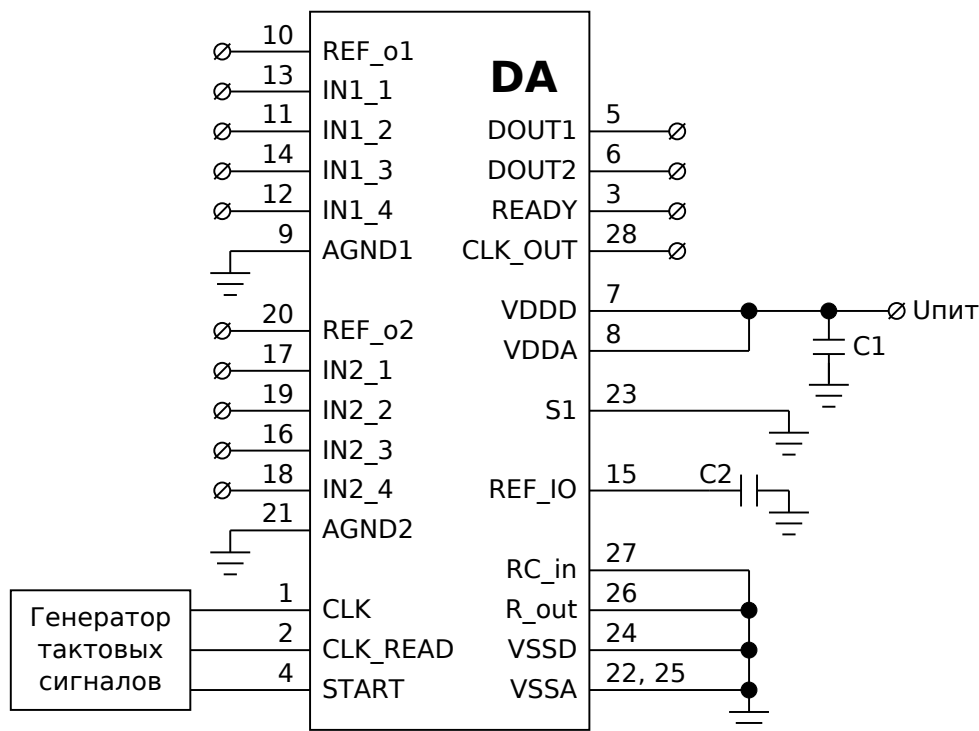 DA
10 REF_o1
13 IN1_1
11 IN1_2
14 IN1_3
12 IN1_4
9 AGND1
20 REF_o2
17 IN2_1
19 IN2_2
16 IN2_3
18 IN2_4
21 AGND2
1 CLK
2 CLK_READ
4 START
Генератор
тактовых
сигналов
DOUT1 5
DOUT2 6
READY 3
CLK_OUT 28
VDDD 7
Uпит
VDDA 8
C1
S1 23
REF_IO 15
C2
RC_in 27
R_out 26
VSSD 24
VSSA 22, 25